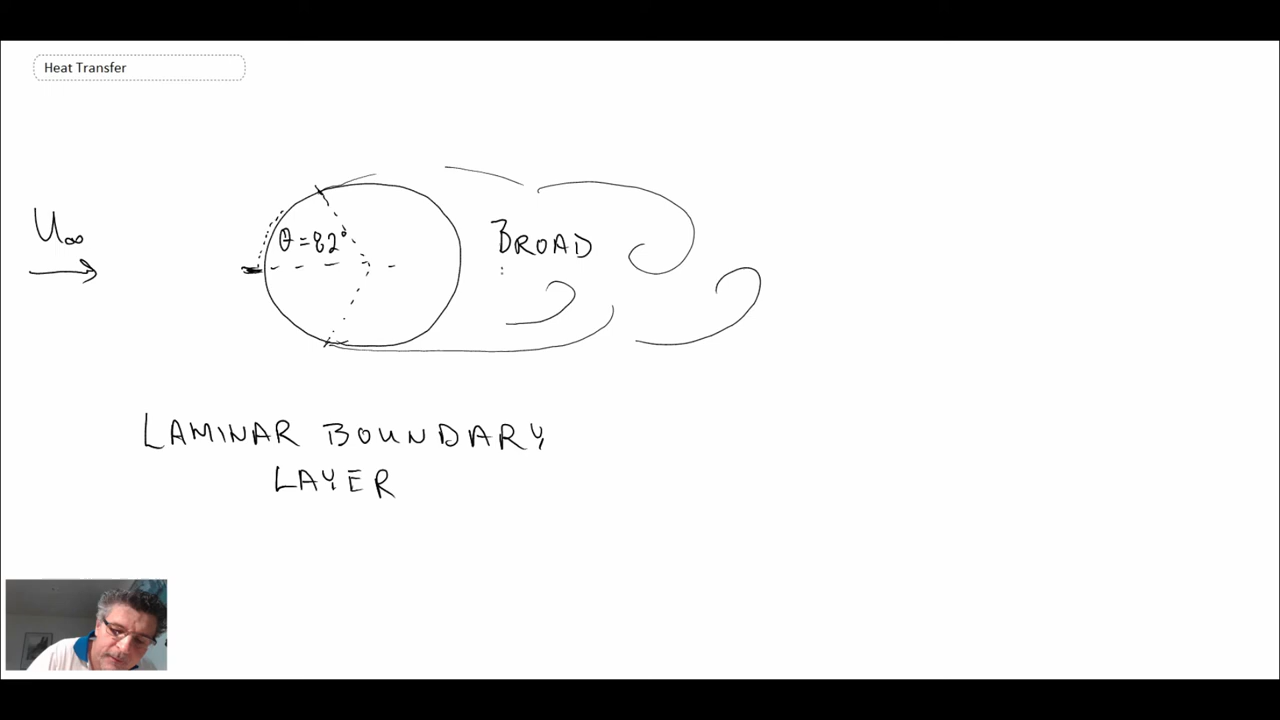 Heat Transfer
U∞
θ = 82°
BROAD
LAMINAR BOUNDARY
LAYER